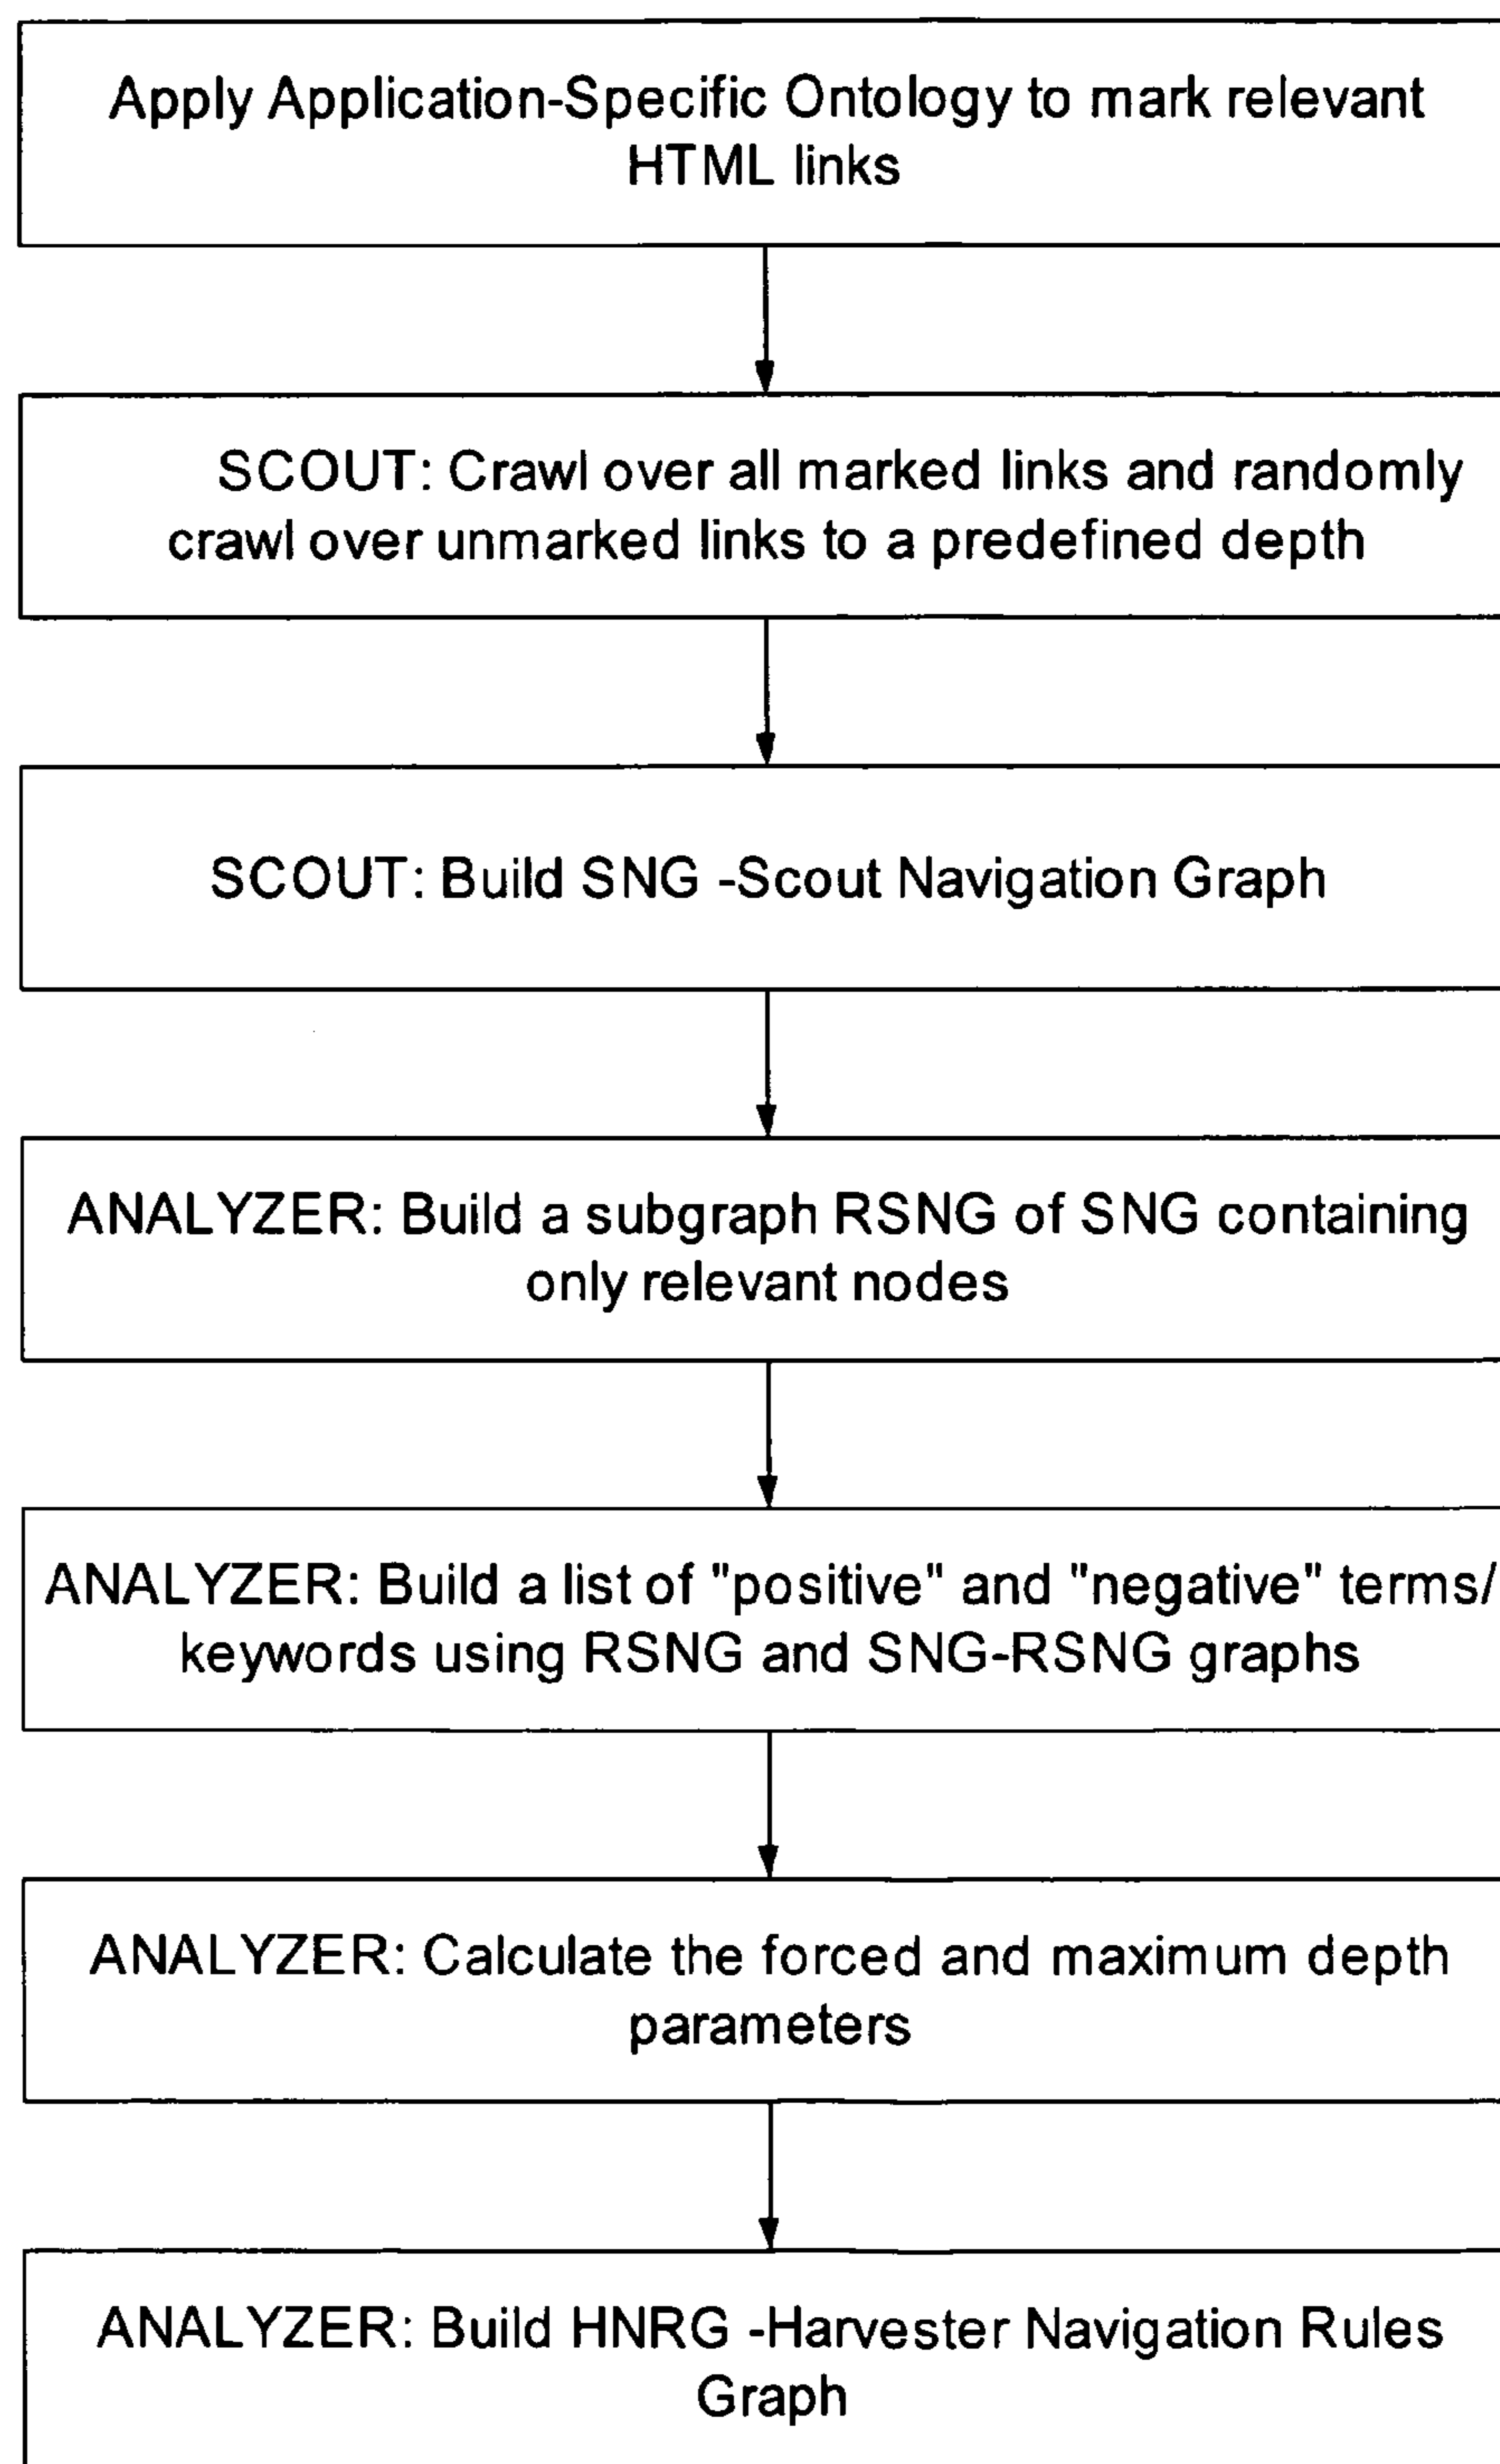 Apply Application-Specific Ontology to mark relevant
HTML links
SCOUT: Crawl over all marked links and randomly
crawl over unmarked links to a predefined depth
SCOUT: Build SNG -Scout Navigation Graph
ANALYZER: Build a subgraph RSNG of SNG containing
only relevant nodes
ANALYZER: Build a list of "positive" and "negative" terms/
keywords using RSNG and SNG-RSNG graphs
ANALYZER: Calculate the forced and maximum depth
parameters
ANALYZER: Build HNRG -Harvester Navigation Rules
Graph